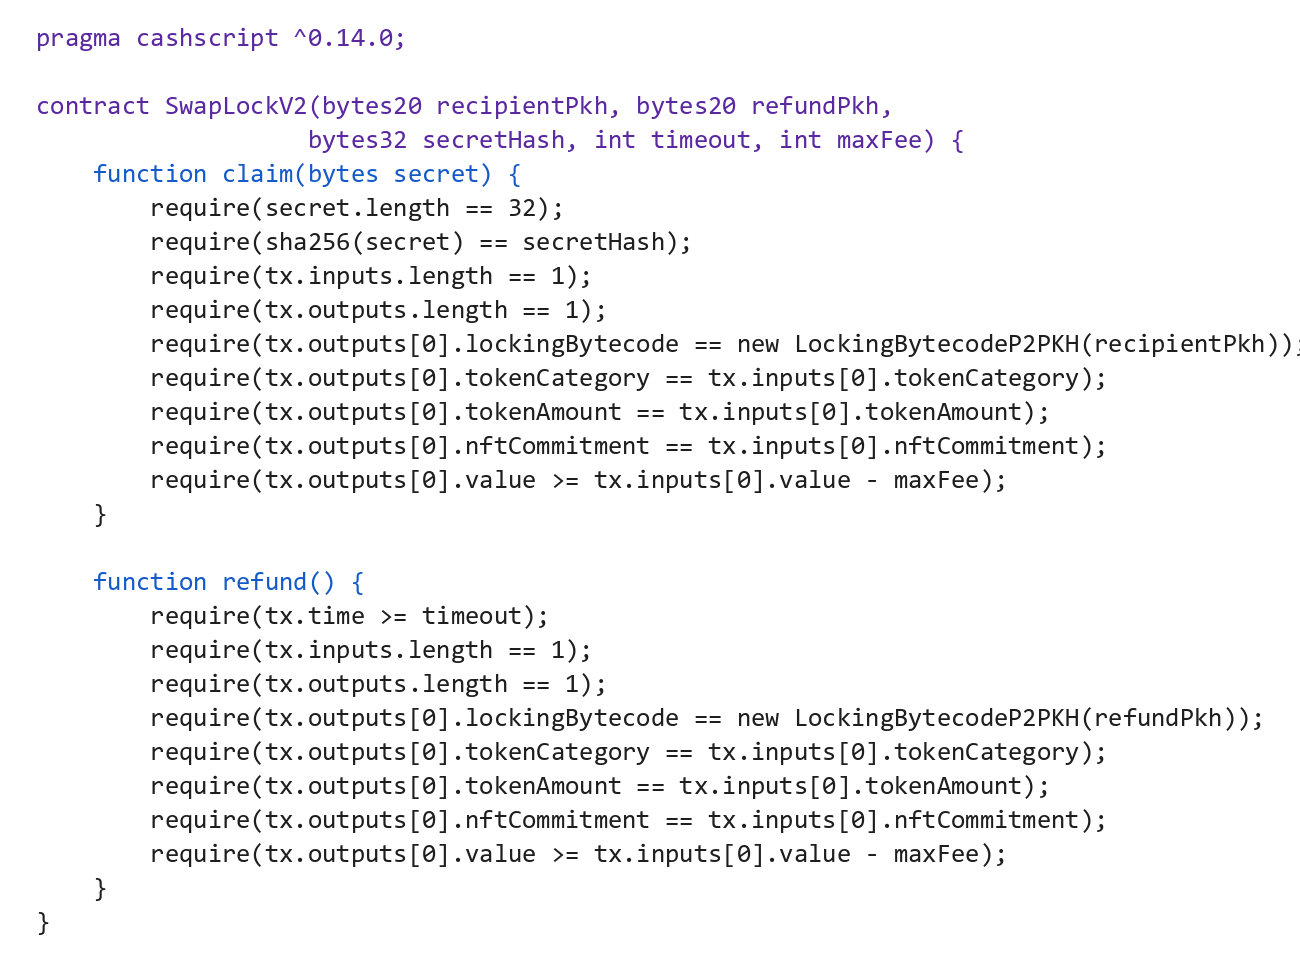 pragma cashscript ^0.14.0;

contract SwapLockV2(bytes20 recipientPkh, bytes20 refundPkh,
                   bytes32 secretHash, int timeout, int maxFee) {
    function claim(bytes secret) {
        require(secret.length == 32);
        require(sha256(secret) == secretHash);
        require(tx.inputs.length == 1);
        require(tx.outputs.length == 1);
        require(tx.outputs[0].lockingBytecode == new LockingBytecodeP2PKH(recipientPkh));
        require(tx.outputs[0].tokenCategory == tx.inputs[0].tokenCategory);
        require(tx.outputs[0].tokenAmount == tx.inputs[0].tokenAmount);
        require(tx.outputs[0].nftCommitment == tx.inputs[0].nftCommitment);
        require(tx.outputs[0].value >= tx.inputs[0].value - maxFee);
    }

    function refund() {
        require(tx.time >= timeout);
        require(tx.inputs.length == 1);
        require(tx.outputs.length == 1);
        require(tx.outputs[0].lockingBytecode == new LockingBytecodeP2PKH(refundPkh));
        require(tx.outputs[0].tokenCategory == tx.inputs[0].tokenCategory);
        require(tx.outputs[0].tokenAmount == tx.inputs[0].tokenAmount);
        require(tx.outputs[0].nftCommitment == tx.inputs[0].nftCommitment);
        require(tx.outputs[0].value >= tx.inputs[0].value - maxFee);
    }
}